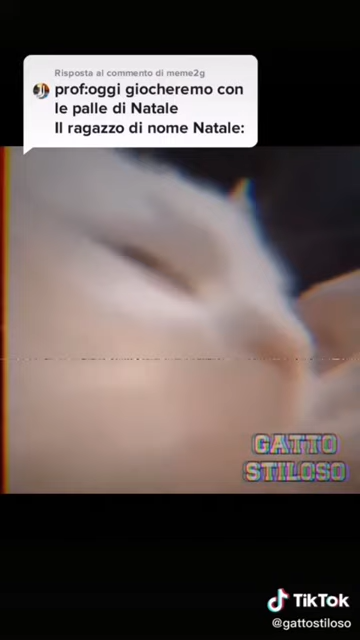 Risposta al commento di meme2g
prof:oggi giocheremo con
le palle di Natale
Il ragazzo di nome Natale:
GATTO
STILOSO
TikTok
@gattostiloso